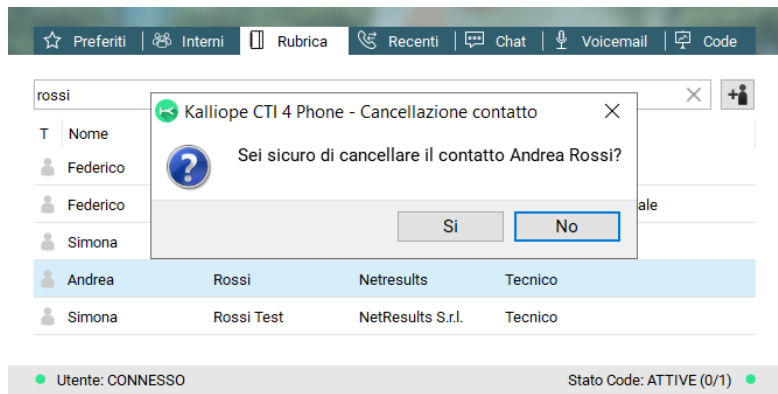 Preferiti Interni Rubrica Recenti Chat Voicemail Code
rossi
Kalliope CTI 4 Phone - Cancellazione contatto
T Nome
Sei sicuro di cancellare il contatto Andrea Rossi?
Federico
Federico ale
Si No
Simona
Andrea Rossi Netresults Tecnico
Simona Rossi Test NetResults S.r.l. Tecnico
Utente: CONNESSO Stato Code: ATTIVE (0/1)